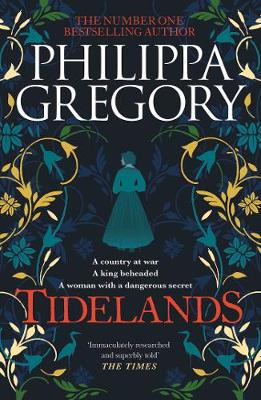 THE NUMBER ONE
BESTSELLING AUTHOR
PHILIPPA
GREGORY
A country at war
A king beheaded
A woman with a dangerous secret
TIDELANDS
‘Immaculately researched
and superbly told’
THE TIMES